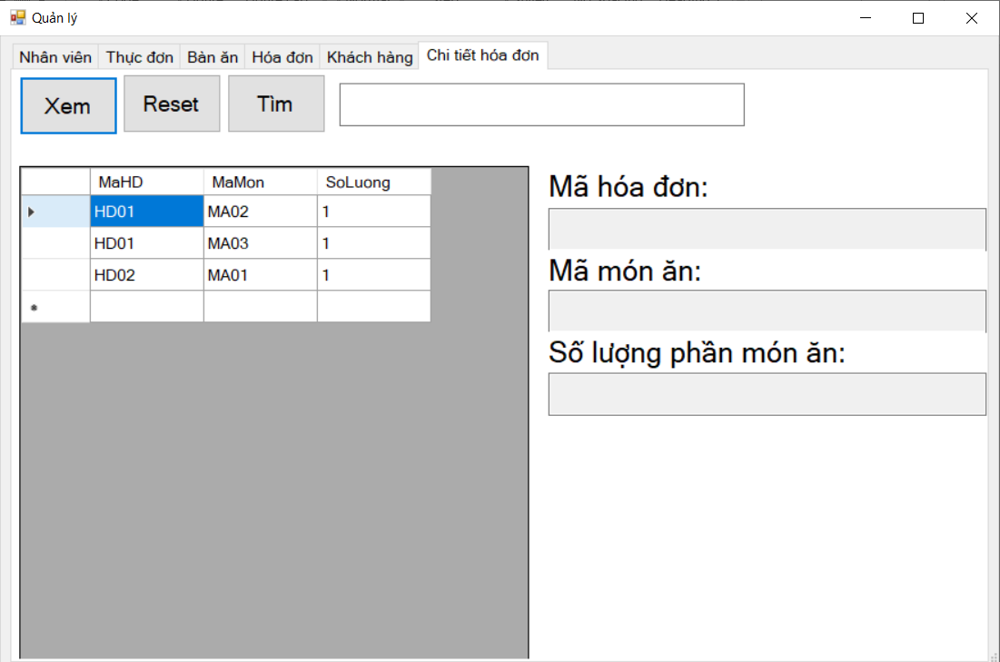 Quản lý
Nhân viên Thực đơn Bàn ăn Hóa đơn Khách hàng Chi tiết hóa đơn
Xem Reset Tìm
MaHD MaMon SoLuong
HD01 MA02 1
HD01 MA03 1
HD02 MA01 1
Mã hóa đơn:
Mã món ăn:
Số lượng phần món ăn: